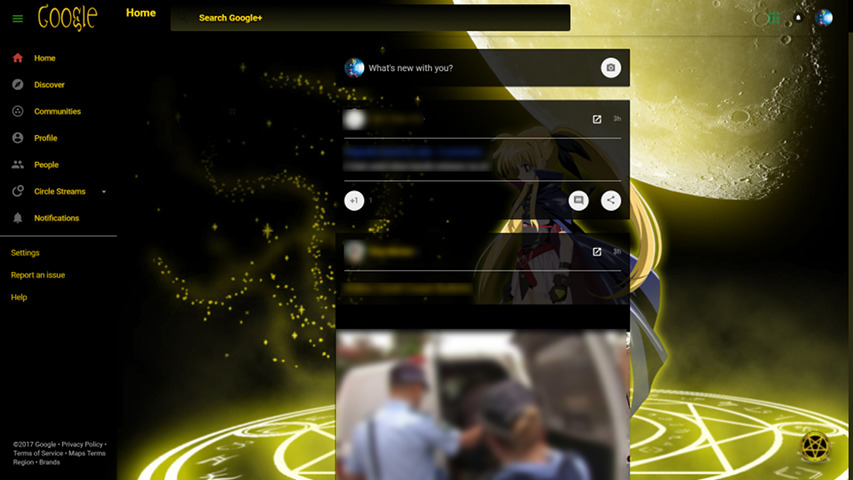 Google
Home
Search Google+
Home
Discover
Communities
Profile
People
Circle Streams
Notifications
Settings
Report an issue
Help
©2017 Google • Privacy Policy •
Terms of Service • Maps Terms
Region • Brands
What's new with you?
3h
+1
1
3h